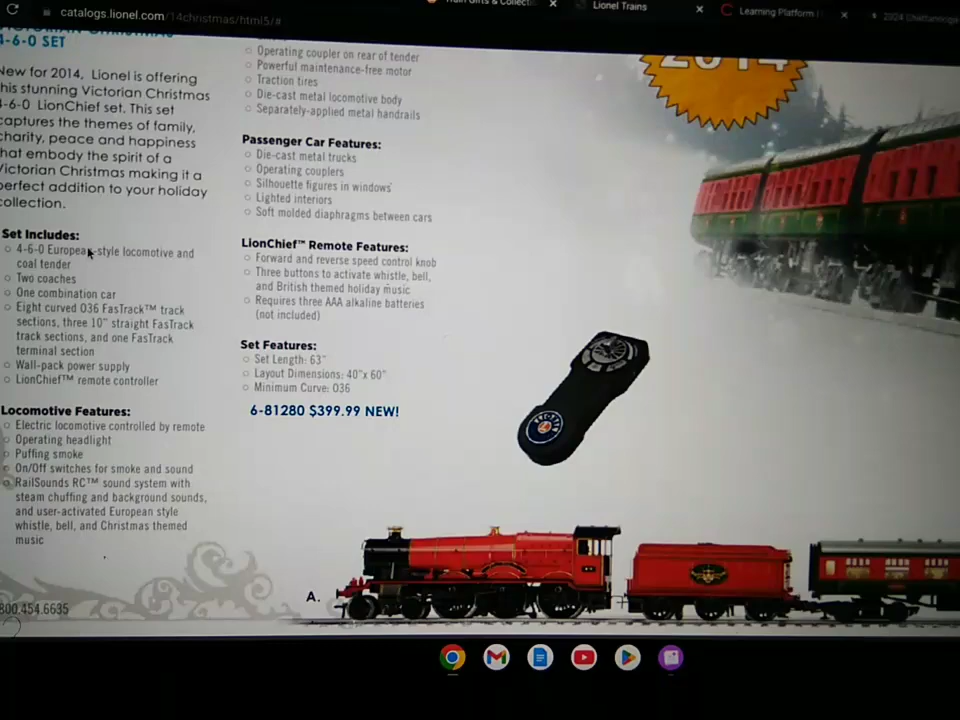 catalogs.lionel.com/14christmas/html5/#
Lionel Trains
Learning Platform
2024 Chattanooga
4-6-0 SET
New for 2014, Lionel is offering
this stunning Victorian Christmas
4-6-0 LionChief set. This set
captures the themes of family,
charity, peace and happiness
that embody the spirit of a
Victorian Christmas making it a
perfect addition to your holiday
collection.
Set Includes:
4-6-0 European-style locomotive and
coal tender
Two coaches
One combination car
Eight curved O36 FasTrack™ track
sections, three 10" straight FasTrack
track sections, and one FasTrack
terminal section
Wall-pack power supply
LionChief™ remote controller
Locomotive Features:
Electric locomotive controlled by remote
Operating headlight
Puffing smoke
On/Off switches for smoke and sound
RailSounds RC™ sound system with
steam chuffing and background sounds,
and user-activated European style
whistle, bell, and Christmas themed
music
800.454.6635
Operating coupler on rear of tender
Powerful maintenance-free motor
Traction tires
Die-cast metal locomotive body
Separately-applied metal handrails
Passenger Car Features:
Die-cast metal trucks
Operating couplers
Silhouette figures in windows
Lighted interiors
Soft molded diaphragms between cars
LionChief™ Remote Features:
Forward and reverse speed control knob
Three buttons to activate whistle, bell,
and British themed holiday music
Requires three AAA alkaline batteries
(not included)
Set Features:
Set Length: 63"
Layout Dimensions: 40"x 60"
Minimum Curve: O36
6-81280 $399.99 NEW!
2014
A.